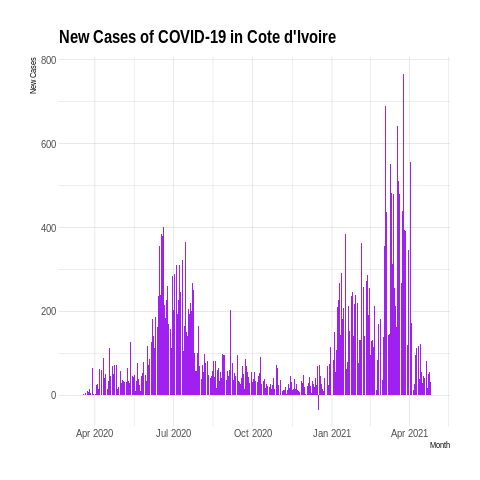 New Cases of COVID-19 in Cote d'Ivoire
New Cases
800
600
400
200
0
Apr 2020
Jul 2020
Oct 2020
Jan 2021
Apr 2021
Month